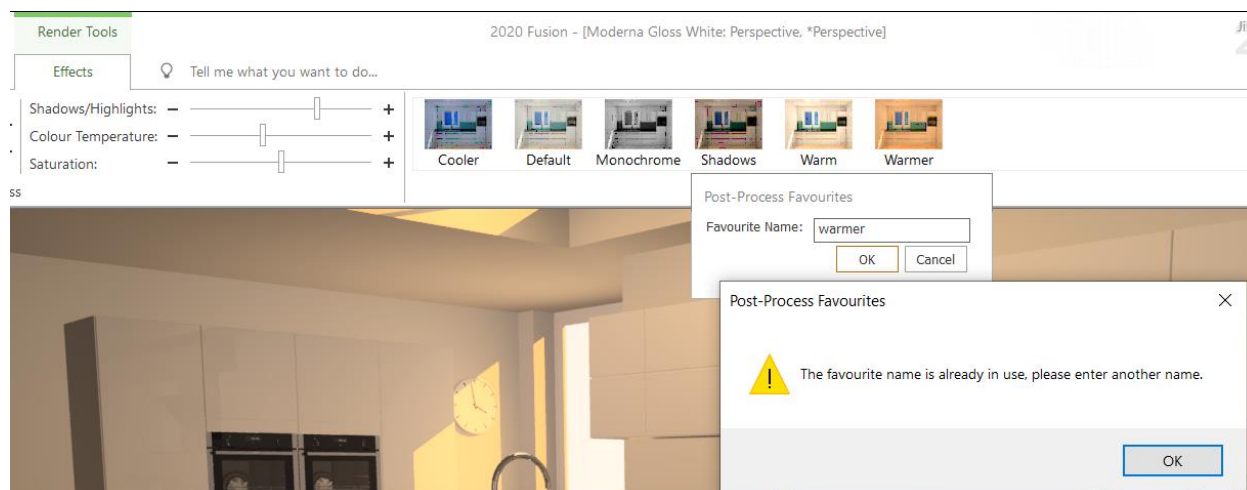 Render Tools
2020 Fusion - [Moderna Gloss White: Perspective, *Perspective]
Effects
Tell me what you want to do...
Shadows/Highlights: − +
Colour Temperature: − +
Saturation: − +
Cooler Default Monochrome Shadows Warm Warmer
ss
Post-Process Favourites
Favourite Name: warmer
OK Cancel
Post-Process Favourites
The favourite name is already in use, please enter another name.
OK